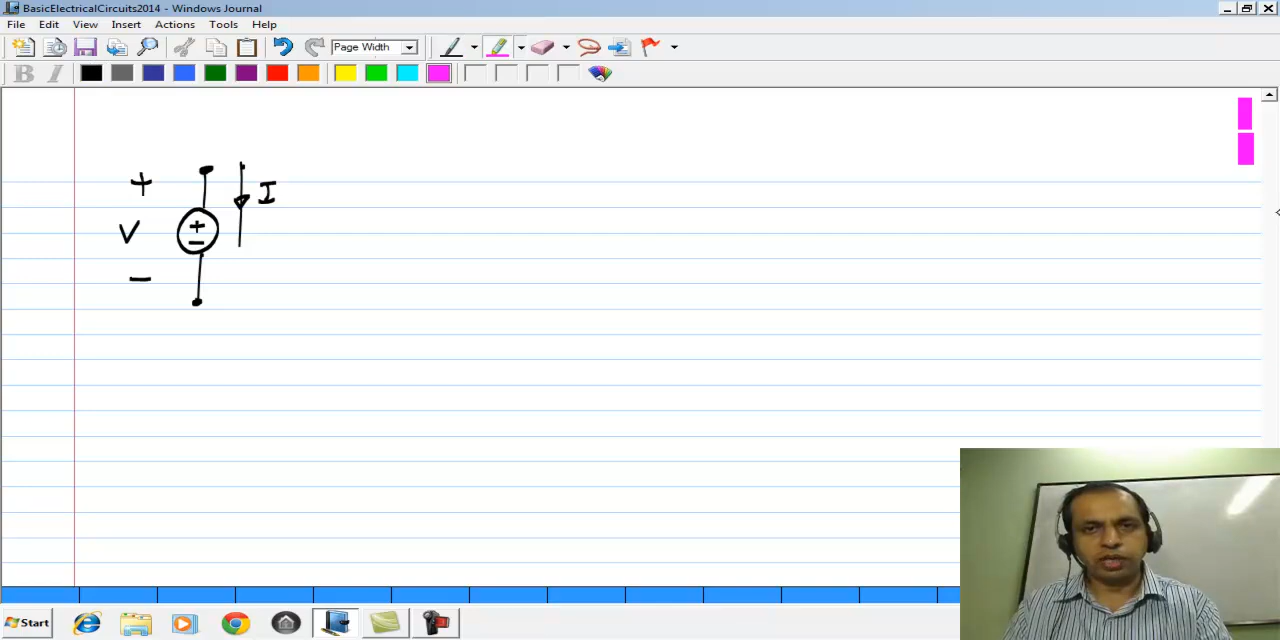 BasicElectricalCircuits2014 - Windows Journal
File Edit View Insert Actions Tools Help
Page Width
B I
+
I
V
+
−
−
Start